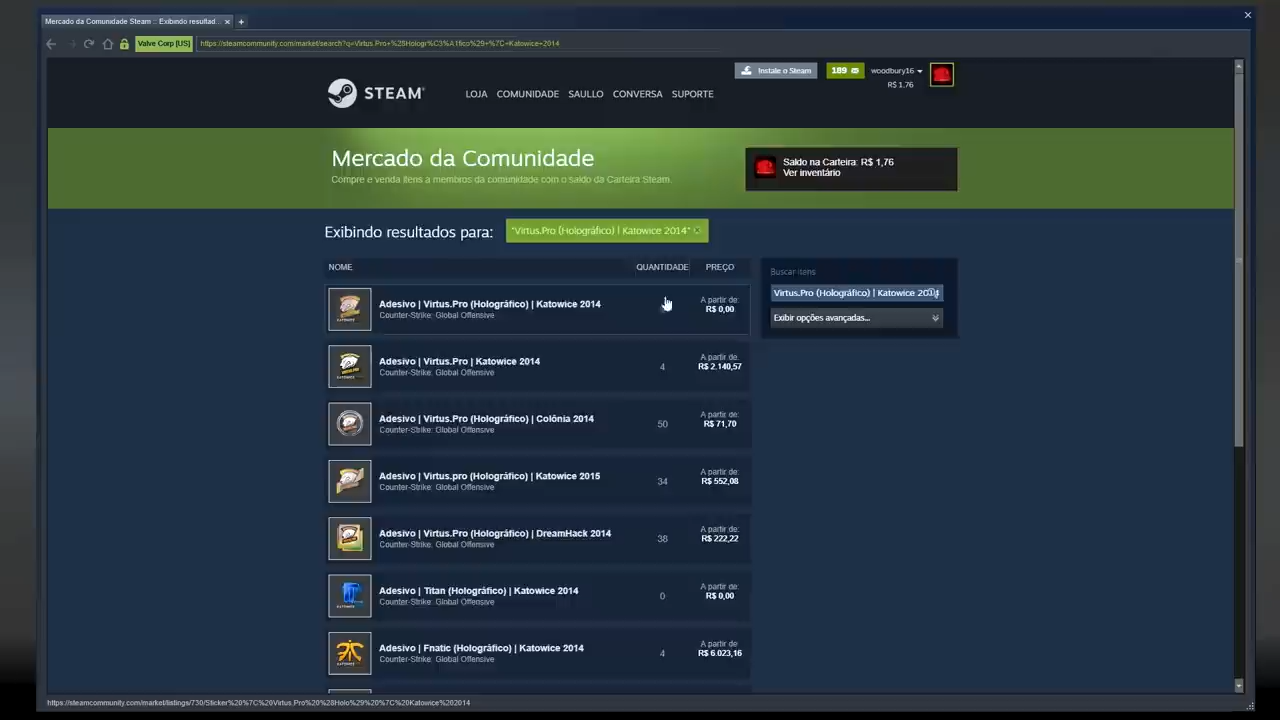 Mercado da Comunidade Steam :: Exibindo resultad...
Valve Corp [US]
https://steamcommunity.com/market/search?q=Virtus.Pro+%28Hologr%C3%A1fico%29+%7C+Katowice+2014
Instale o Steam
189
woodbury16
R$ 1,76
STEAM
LOJA COMUNIDADE SAULLO CONVERSA SUPORTE
Mercado da Comunidade
Compre e venda itens a membros da comunidade com o saldo da Carteira Steam.
Saldo na Carteira: R$ 1,76
Ver inventário
Exibindo resultados para:
"Virtus.Pro (Holográfico) | Katowice 2014"
NOME QUANTIDADE PREÇO
Adesivo | Virtus.Pro (Holográfico) | Katowice 2014
Counter-Strike: Global Offensive
A partir de:
R$ 0,00
Adesivo | Virtus.Pro | Katowice 2014
Counter-Strike: Global Offensive
4
A partir de:
R$ 2.140,57
Adesivo | Virtus.Pro (Holográfico) | Colônia 2014
Counter-Strike: Global Offensive
50
A partir de:
R$ 71,70
Adesivo | Virtus.pro (Holográfico) | Katowice 2015
Counter-Strike: Global Offensive
34
A partir de:
R$ 552,08
Adesivo | Virtus.Pro (Holográfico) | DreamHack 2014
Counter-Strike: Global Offensive
38
A partir de:
R$ 222,22
Adesivo | Titan (Holográfico) | Katowice 2014
Counter-Strike: Global Offensive
0
A partir de:
R$ 0,00
Adesivo | Fnatic (Holográfico) | Katowice 2014
Counter-Strike: Global Offensive
4
A partir de:
R$ 6.023,16
Buscar itens
Virtus.Pro (Holográfico) | Katowice 2014
Exibir opções avançadas...
https://steamcommunity.com/market/listings/730/Sticker%20%7C%20Virtus.Pro%20%28Holo%29%20%7C%20Katowice%202014